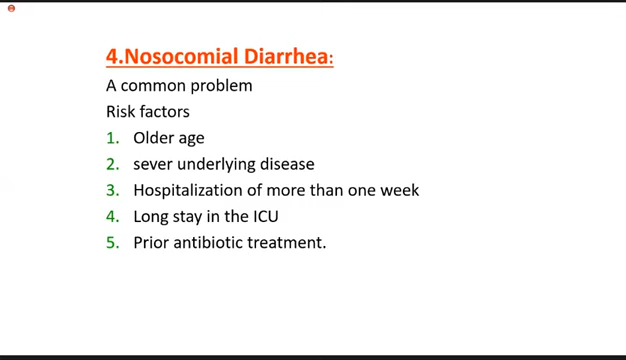 4.Nosocomial Diarrhea:
A common problem
Risk factors
1. Older age
2. sever underlying disease
3. Hospitalization of more than one week
4. Long stay in the ICU
5. Prior antibiotic treatment.